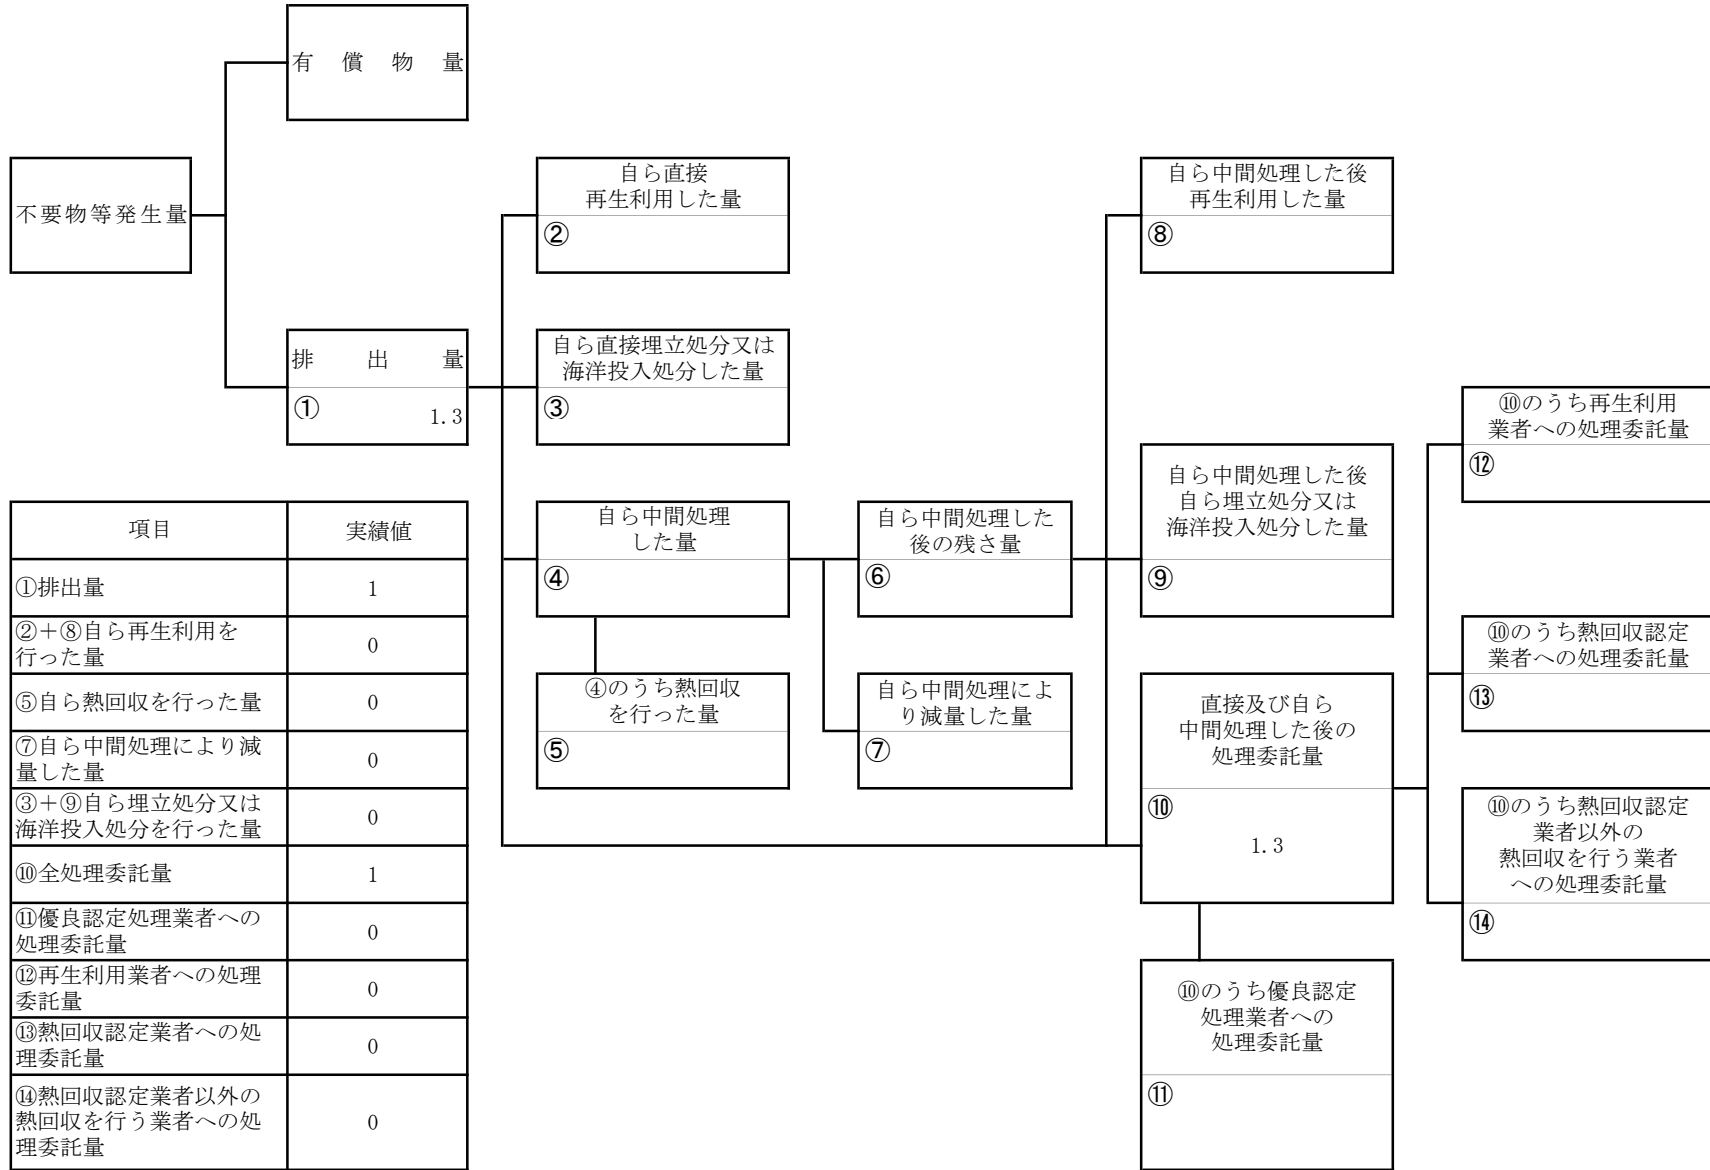 有償物量
不要物等発生量
排出量
①
1.3
自ら直接
再生利用した量
②
自ら直接埋立処分又は
海洋投入処分した量
③
自ら中間処理
した量
④
④のうち熱回収
を行った量
⑤
自ら中間処理した
後の残さ量
⑥
自ら中間処理によ
り減量した量
⑦
自ら中間処理した後
再生利用した量
⑧
自ら中間処理した後
自ら埋立処分又は
海洋投入処分した量
⑨
直接及び自ら
中間処理した後の
処理委託量
⑩
1.3
⑩のうち優良認定
処理業者への
処理委託量
⑪
⑩のうち再生利用
業者への処理委託量
⑫
⑩のうち熱回収認定
業者への処理委託量
⑬
⑩のうち熱回収認定
業者以外の
熱回収を行う業者
への処理委託量
⑭
項目 実績値
①排出量 1
②＋⑧自ら再生利用を
行った量 0
⑤自ら熱回収を行った量 0
⑦自ら中間処理により減
量した量 0
③＋⑨自ら埋立処分又は
海洋投入処分を行った量 0
⑩全処理委託量 1
⑪優良認定処理業者への
処理委託量 0
⑫再生利用業者への処理
委託量 0
⑬熱回収認定業者への処
理委託量 0
⑭熱回収認定業者以外の
熱回収を行う業者への処
理委託量 0